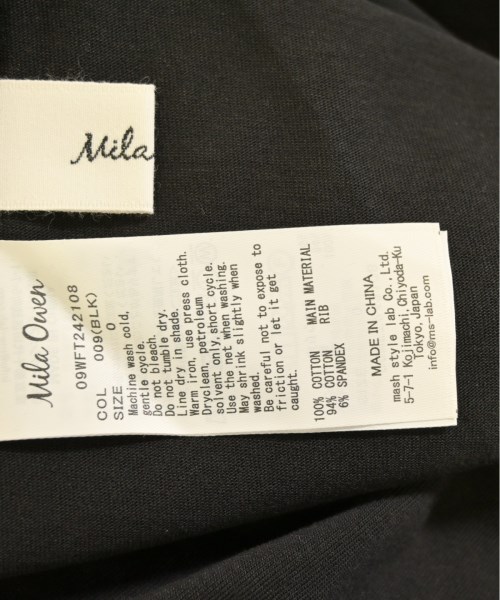 Mila
Mila Owen
09WFT242108
COL 009(BLK)
SIZE 0
Machine wash cold,
gentle cycle.
Do not bleach.
Do not tumble dry.
Line dry in shade.
Warm iron, use press cloth.
Dryclean, petroleum
solvent only,short cycle.
Use the net when washing.
May shrink slightly when
washed.
Be careful not to expose to
friction or let it get
caught.
100% COTTON MAIN MATERIAL
94% COTTON RIB
6% SPANDEX
MADE IN CHINA
mash style lab Co.,Ltd.
5-7-1 Kojimachi,Chiyoda-Ku
Tokyo,Japan
info@ms-lab.com